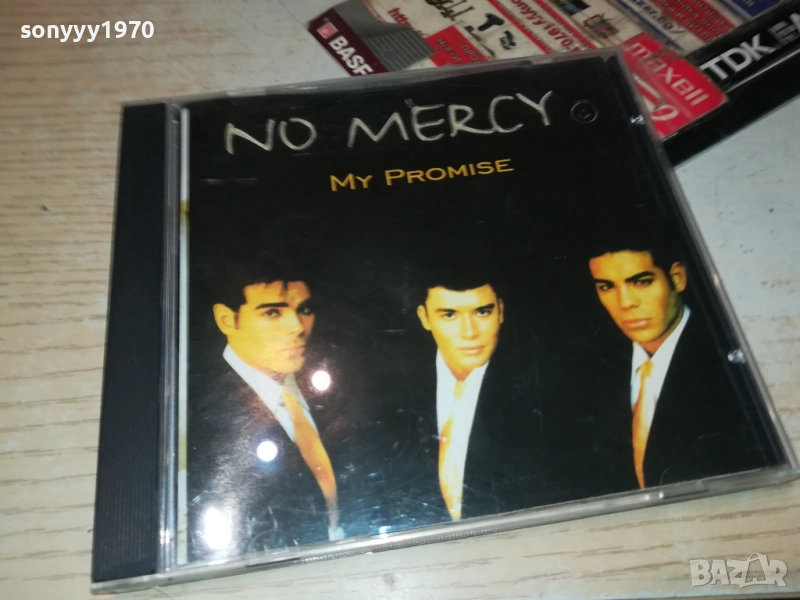 sonyyy1970
BASF
maxell
TDK
NO MERCY
MY PROMISE
BAZAR